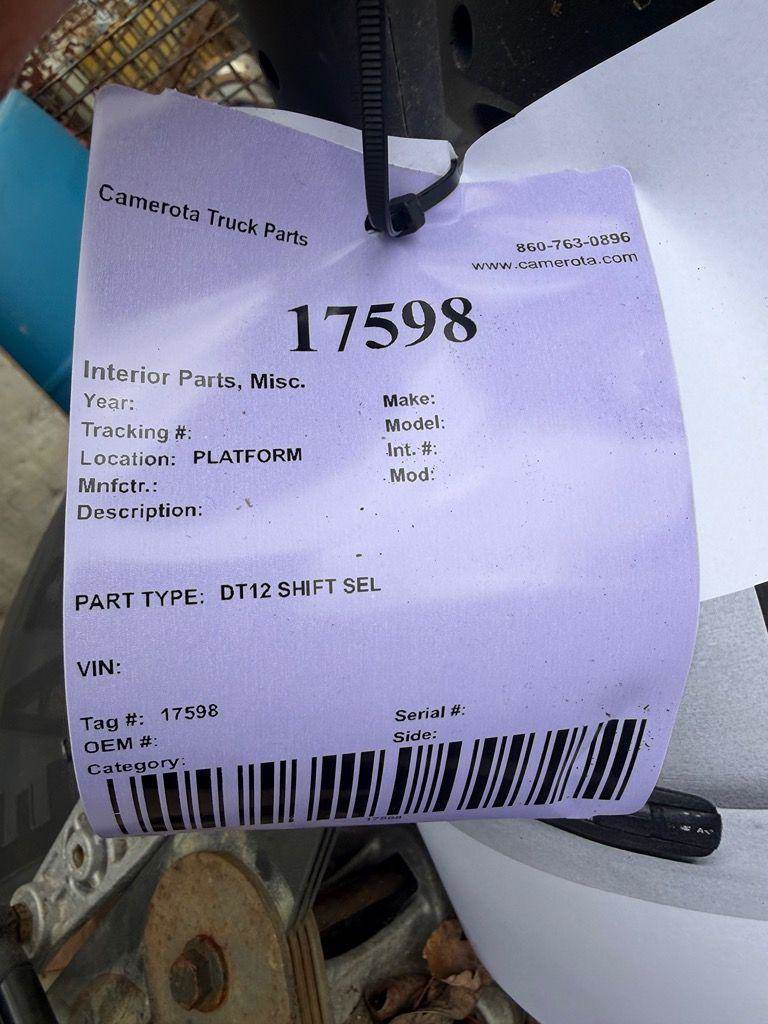 Camerota Truck Parts
860-763-0896
www.camerota.com
17598
Interior Parts, Misc.
Year:
Make:
Tracking #:
Model:
Location: PLATFORM
Int. #:
Mnfctr.:
Mod:
Description:
PART TYPE: DT12 SHIFT SEL
VIN:
Tag #: 17598
Serial #:
OEM #:
Side:
Category:
17598